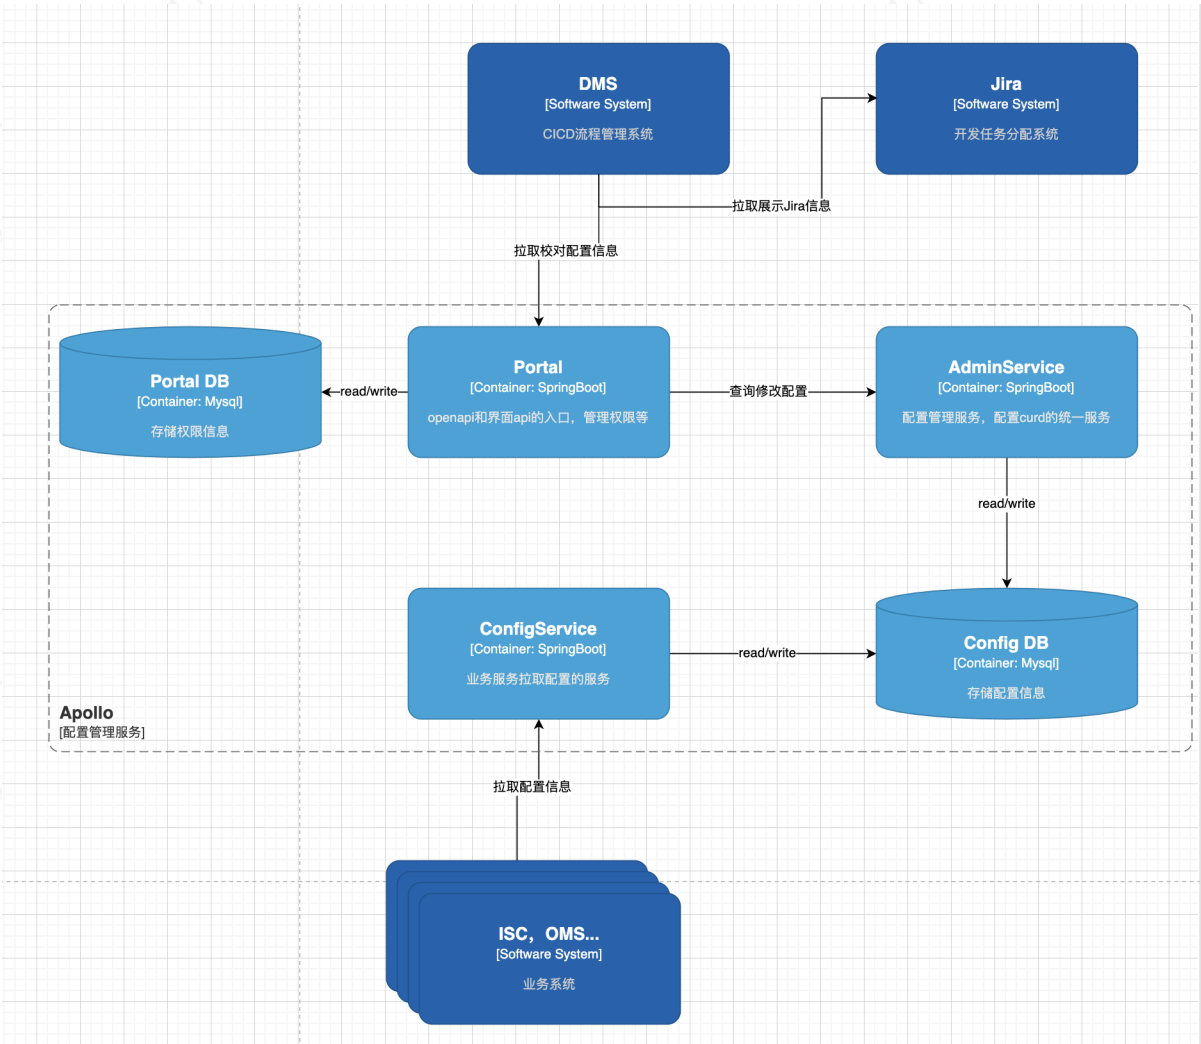 DMS
[Software System]
CICD流程管理系统
Jira
[Software System]
开发任务分配系统
拉取展示Jira信息
拉取校对配置信息
Portal DB
[Container: Mysql]
存储权限信息
read/write
Portal
[Container: SpringBoot]
openapi和界面api的入口，管理权限等
查询修改配置
AdminService
[Container: SpringBoot]
配置管理服务，配置curd的统一服务
read/write
ConfigService
[Container: SpringBoot]
业务服务拉取配置的服务
read/write
Config DB
[Container: Mysql]
存储配置信息
Apollo
[配置管理服务]
拉取配置信息
ISC，OMS...
[Software System]
业务系统